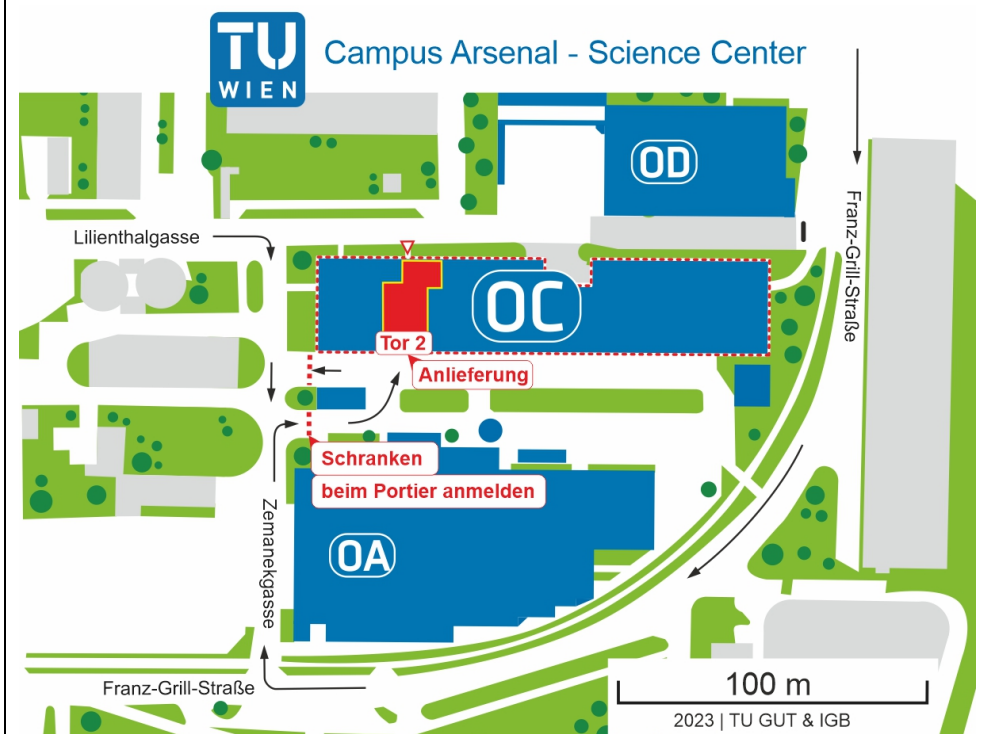 TU
WIEN
Campus Arsenal - Science Center
OD
Franz-Grill-Straße
Lilienthalgasse
OC
Tor 2
Anlieferung
Schranken
beim Portier anmelden
Zemanekgasse
OA
Franz-Grill-Straße
100 m
2023 | TU GUT & IGB